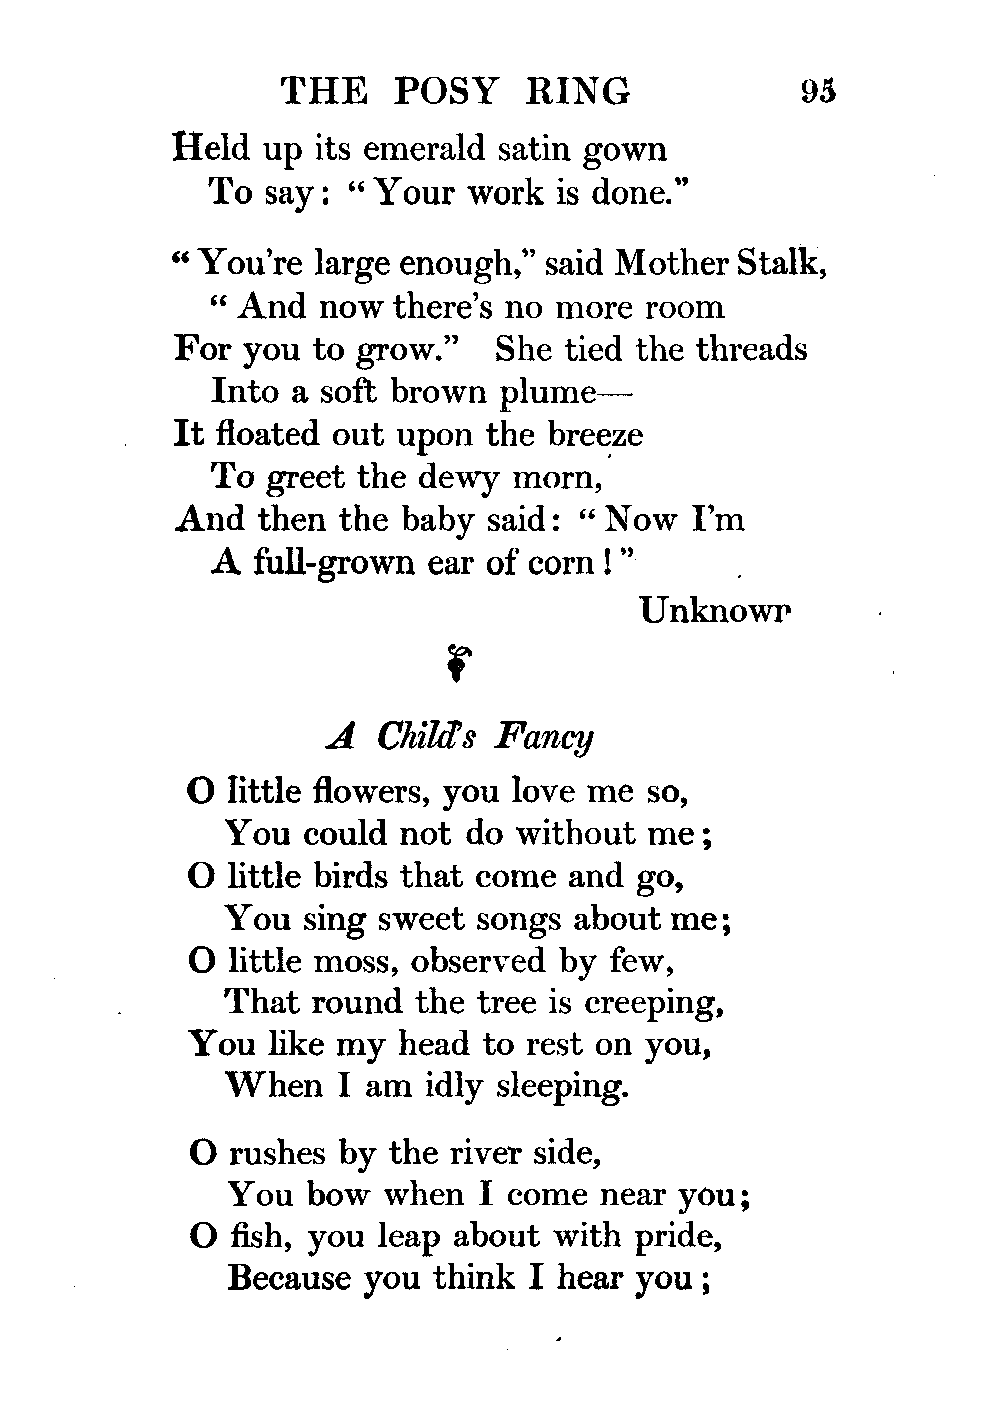 THE POSY RING 95
Held up its emerald satin gown
To say: "Your work is done."
"You're large enough," said Mother Stalk,
"And now there's no more room
For you to grow." She tied the threads
Into a soft brown plume—
It floated out upon the breeze
To greet the dewy morn,
And then the baby said: "Now I'm
A full-grown ear of corn!"
Unknown
A Child's Fancy
O little flowers, you love me so,
You could not do without me;
O little birds that come and go,
You sing sweet songs about me;
O little moss, observed by few,
That round the tree is creeping,
You like my head to rest on you,
When I am idly sleeping.
O rushes by the river side,
You bow when I come near you;
O fish, you leap about with pride,
Because you think I hear you;